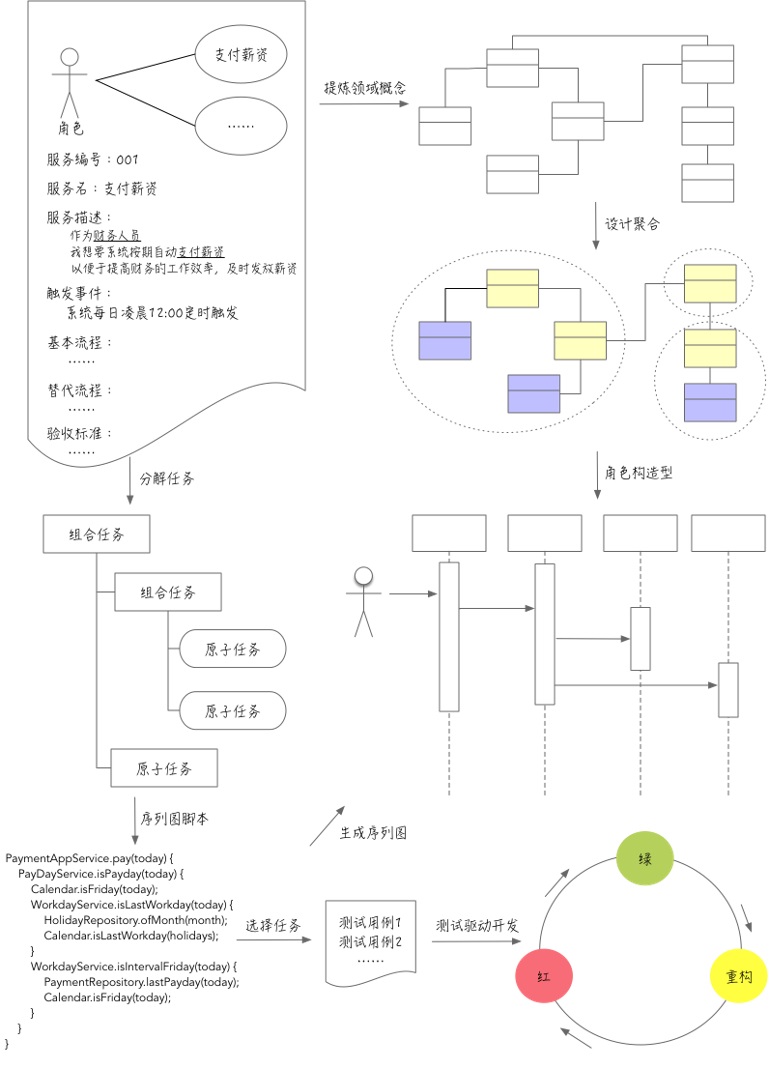 支付薪资
……
角色
服务编号：001
服务名：支付薪资
服务描述：
作为财务人员
我想要系统按期自动支付薪资
以便于提高财务的工作效率，及时发放薪资
触发事件：
系统每日凌晨12:00定时触发
基本流程：
……
替代流程：
……
验收标准：
……
提炼领域概念
设计聚合
角色构造型
分解任务
组合任务
组合任务
原子任务
原子任务
原子任务
序列图脚本
生成序列图
PaymentAppService.pay(today) {
PayDayService.isPayday(today) {
Calendar.isFriday(today);
WorkdayService.isLastWorkday(today) {
HolidayRepository.ofMonth(month);
Calendar.isLastWorkday(holidays);
}
WorkdayService.isIntervalFriday(today) {
PaymentRepository.lastPayday(today);
Calendar.isFriday(today);
}
}
}
选择任务
测试用例1
测试用例2
……
测试驱动开发
绿
红
重构